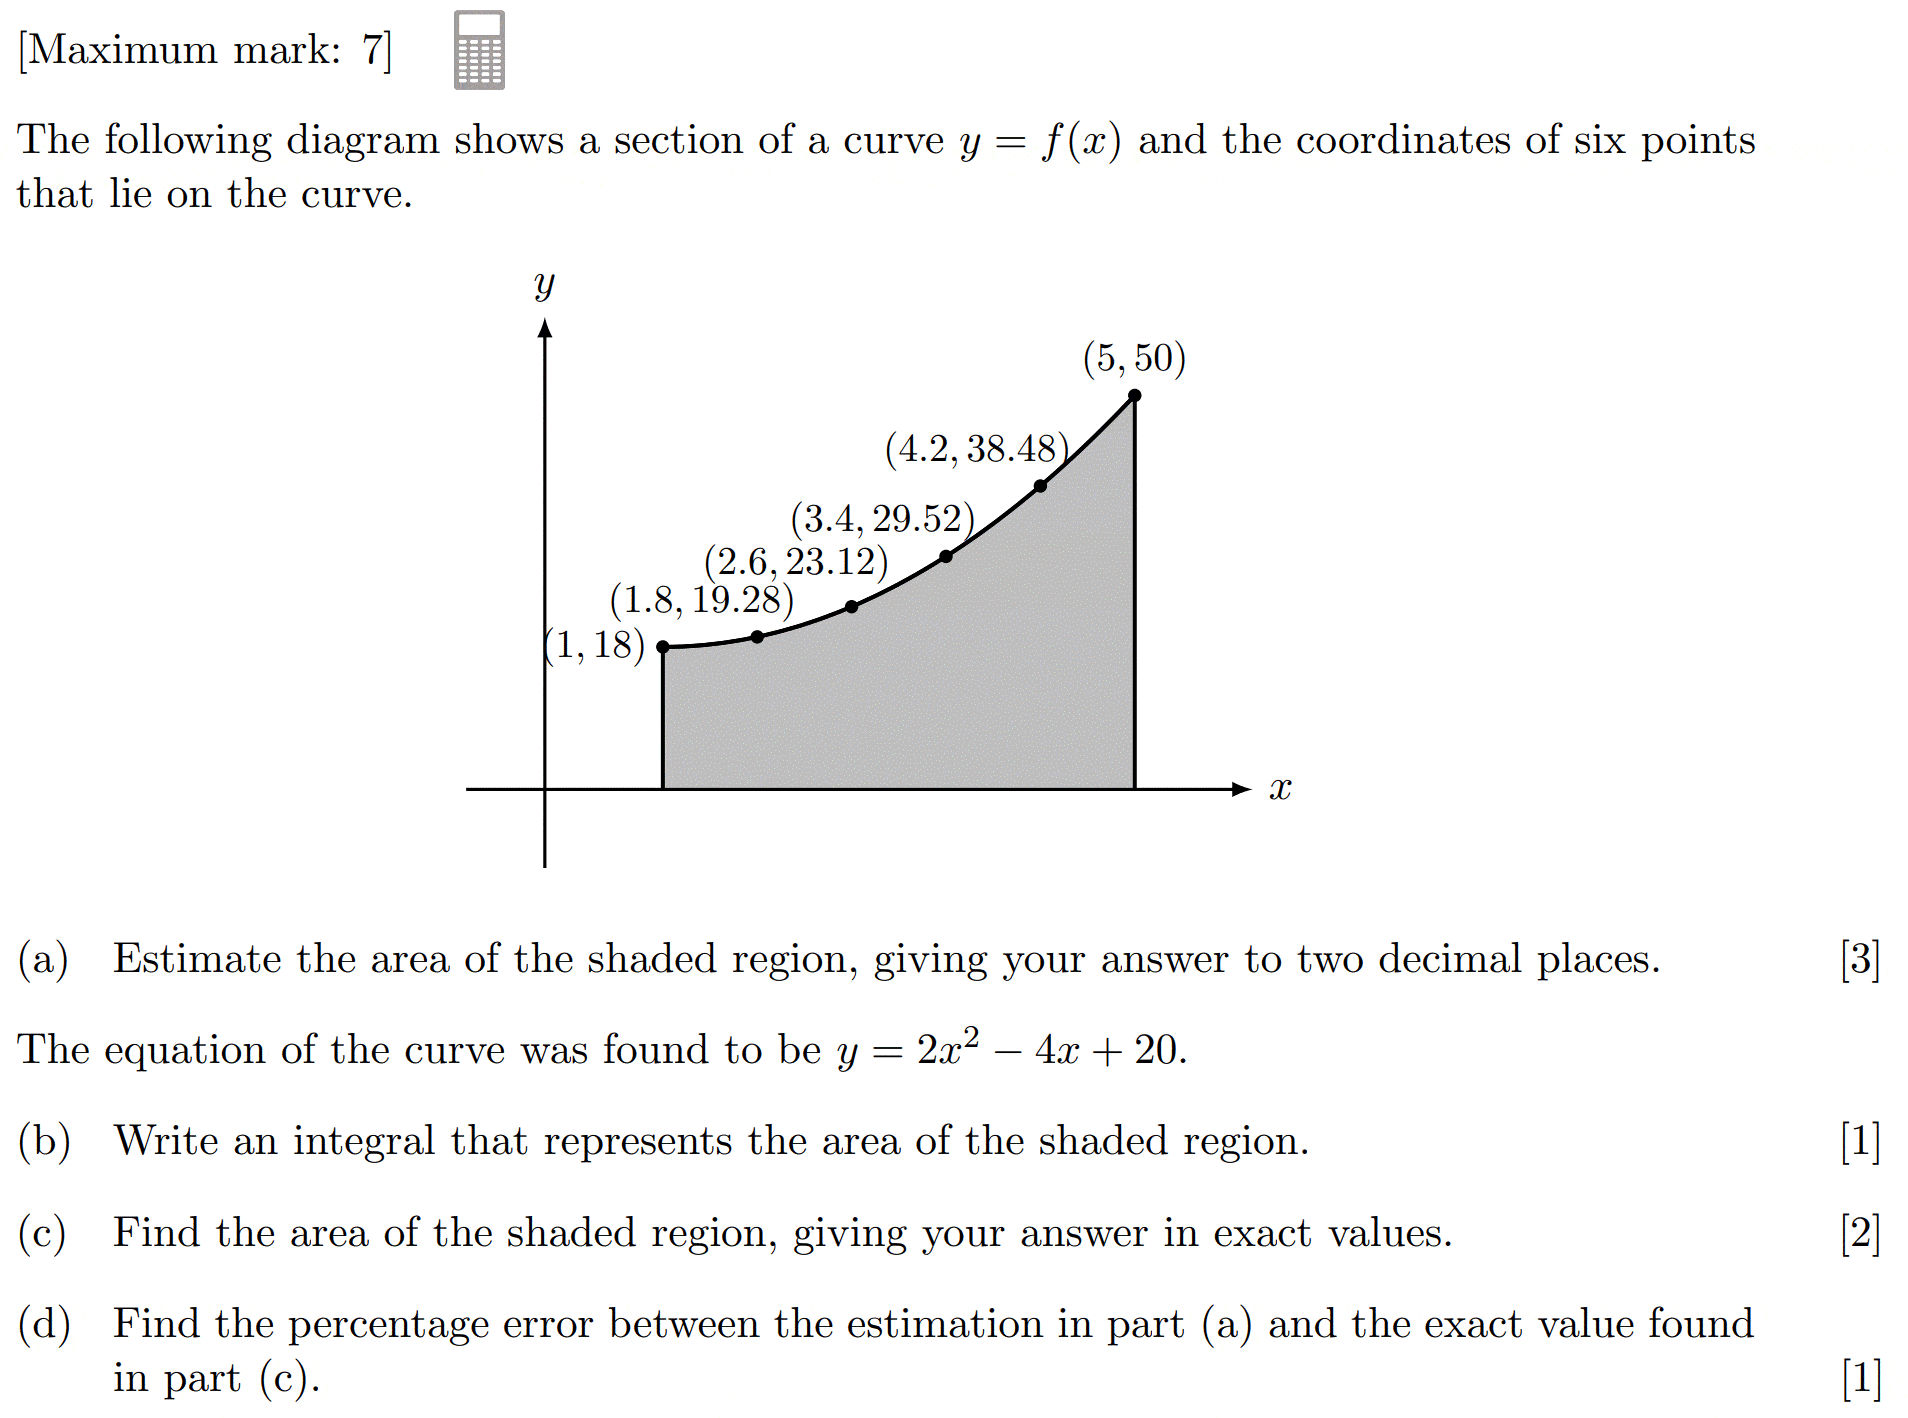 [Maximum mark: 7]
The following diagram shows a section of a curve y = f(x) and the coordinates of six points
that lie on the curve.
y
(5, 50)
(4.2, 38.48)
(3.4, 29.52)
(2.6, 23.12)
(1.8, 19.28)
(1, 18)
x
(a) Estimate the area of the shaded region, giving your answer to two decimal places. [3]
The equation of the curve was found to be y = 2x² − 4x + 20.
(b) Write an integral that represents the area of the shaded region. [1]
(c) Find the area of the shaded region, giving your answer in exact values. [2]
(d) Find the percentage error between the estimation in part (a) and the exact value found
in part (c). [1]